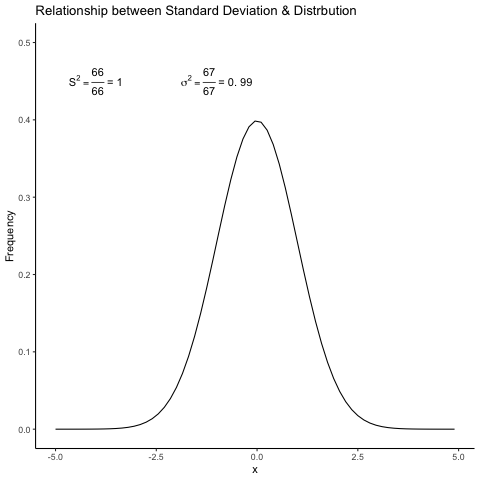 Relationship between Standard Deviation & Distrbution
S² = 66/66 = 1 σ² = 67/67 = 0. 99
0.5
0.4
0.3
0.2
0.1
0.0
Frequency
-5.0 -2.5 0.0 2.5 5.0
x